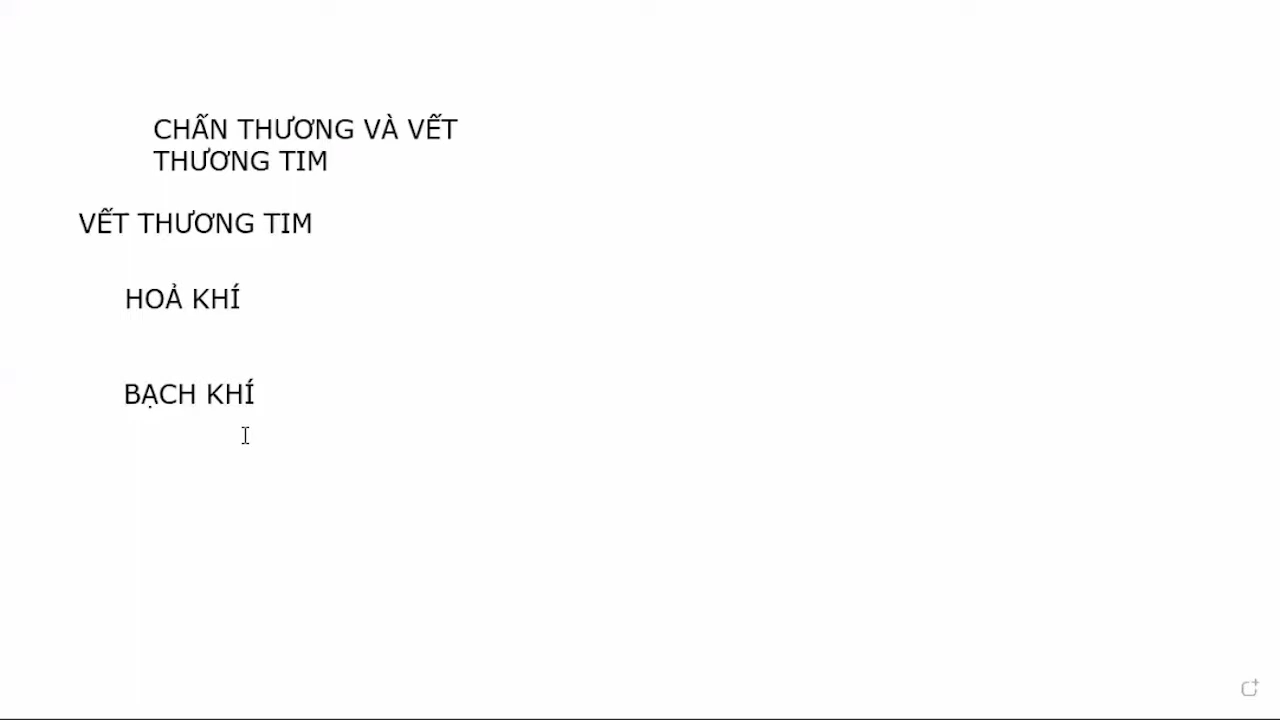 CHẤN THƯƠNG VÀ VẾT
THƯƠNG TIM
VẾT THƯƠNG TIM
HOẢ KHÍ
BẠCH KHÍ